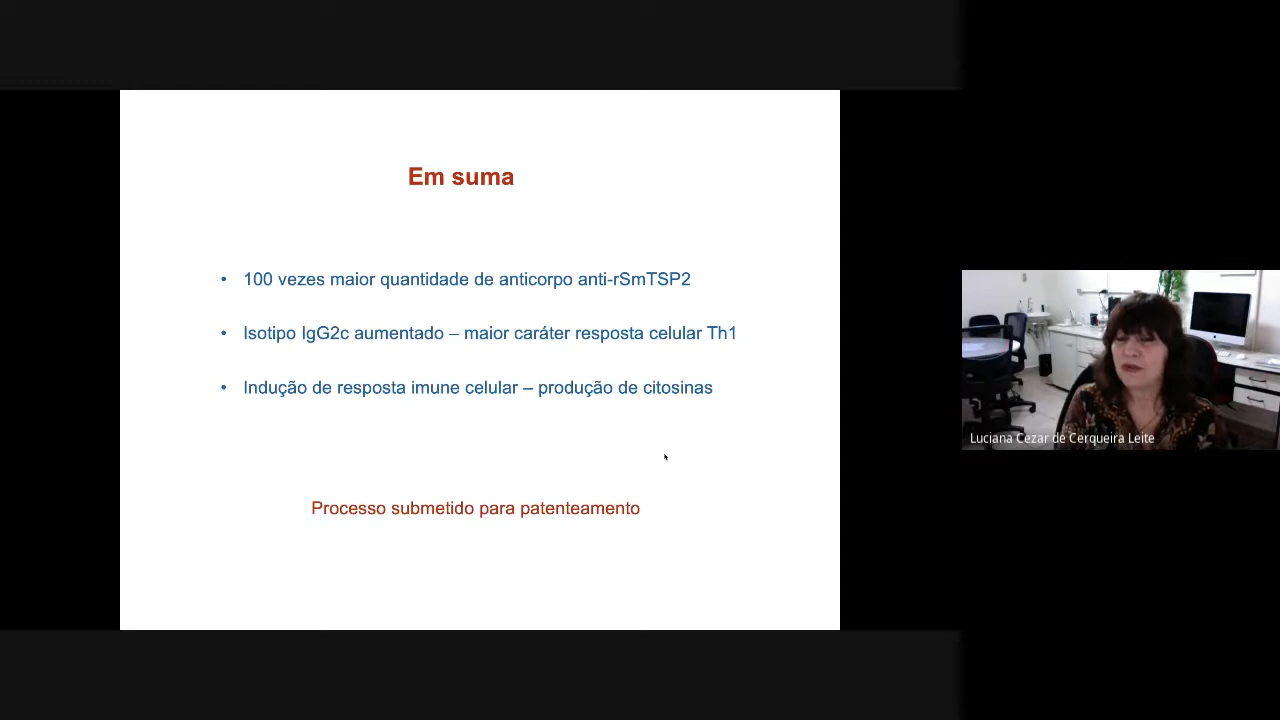 Em suma
• 100 vezes maior quantidade de anticorpo anti-rSmTSP2
• Isotipo IgG2c aumentado – maior caráter resposta celular Th1
• Indução de resposta imune celular – produção de citosinas
Processo submetido para patenteamento
Luciana Cezar de Cerqueira Leite